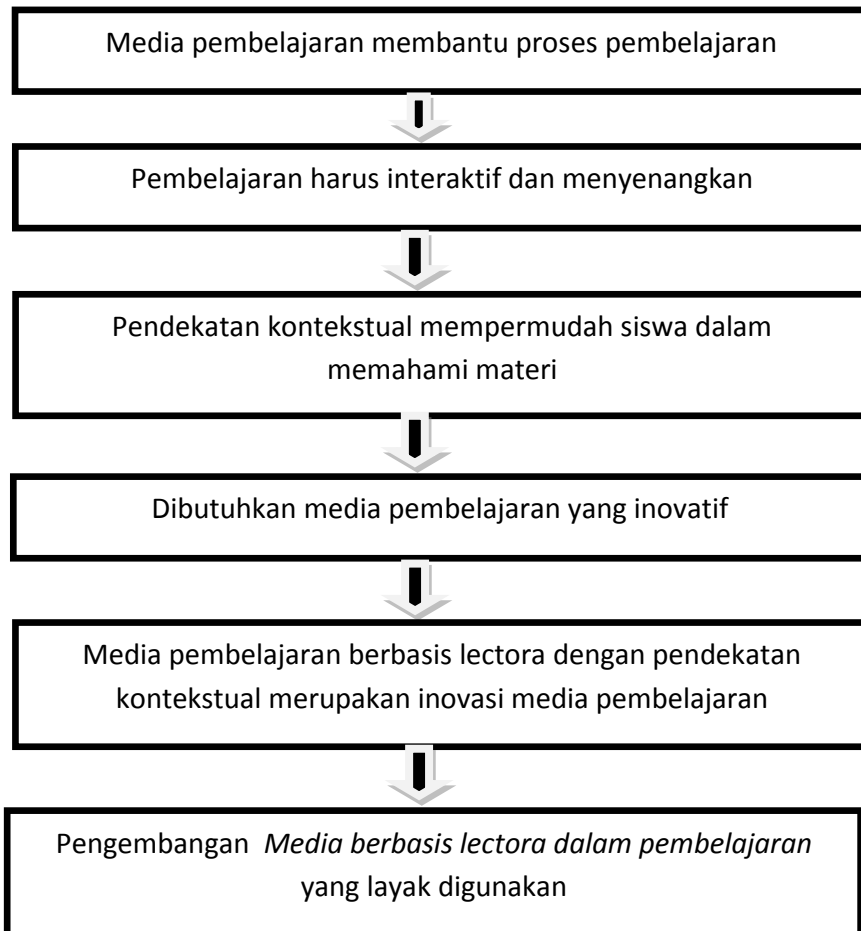 Media pembelajaran membantu proses pembelajaran
Pembelajaran harus interaktif dan menyenangkan
Pendekatan kontekstual mempermudah siswa dalam
memahami materi
Dibutuhkan media pembelajaran yang inovatif
Media pembelajaran berbasis lectora dengan pendekatan
kontekstual merupakan inovasi media pembelajaran
Pengembangan Media berbasis lectora dalam pembelajaran
yang layak digunakan